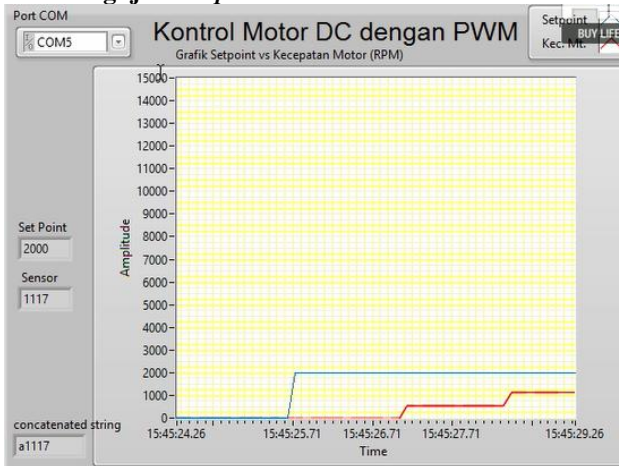 Port COM
COM5
Kontrol Motor DC dengan PWM
Grafik Setpoint vs Kecepatan Motor (RPM)
Setpoint
Kec. Mt.
BUY LIFE
15000
14000
13000
12000
11000
10000
9000
8000
7000
6000
5000
4000
3000
2000
1000
0
Amplitude
Set Point
2000
Sensor
1117
concatenated string
a1117
15:45:24.26
15:45:25.71
15:45:26.71
15:45:27.71
15:45:29.26
Time